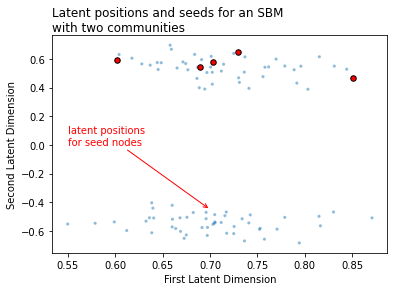 Latent positions and seeds for an SBM
with two communities
Second Latent Dimension
0.6
0.4
0.2
0.0
−0.2
−0.4
−0.6
latent positions
for seed nodes
0.55
0.60
0.65
0.70
0.75
0.80
0.85
First Latent Dimension